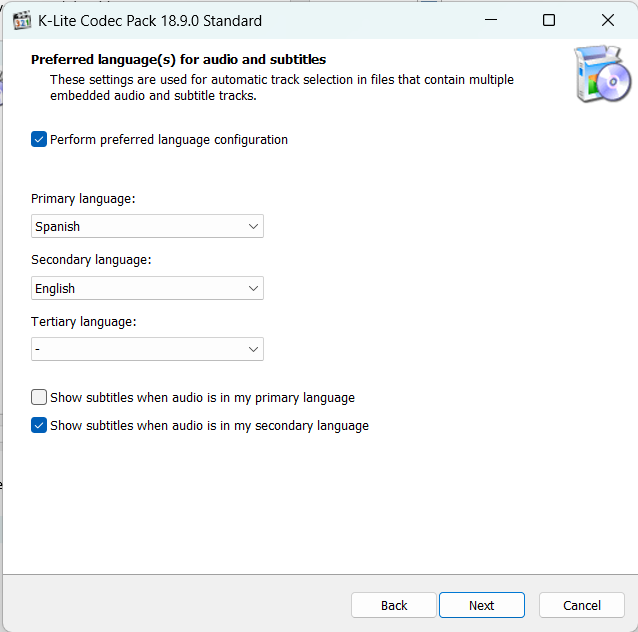 K-Lite Codec Pack 18.9.0 Standard
Preferred language(s) for audio and subtitles
These settings are used for automatic track selection in files that contain multiple
embedded audio and subtitle tracks.
Perform preferred language configuration
Primary language:
Spanish
Secondary language:
English
Tertiary language:
-
Show subtitles when audio is in my primary language
Show subtitles when audio is in my secondary language
Back
Next
Cancel